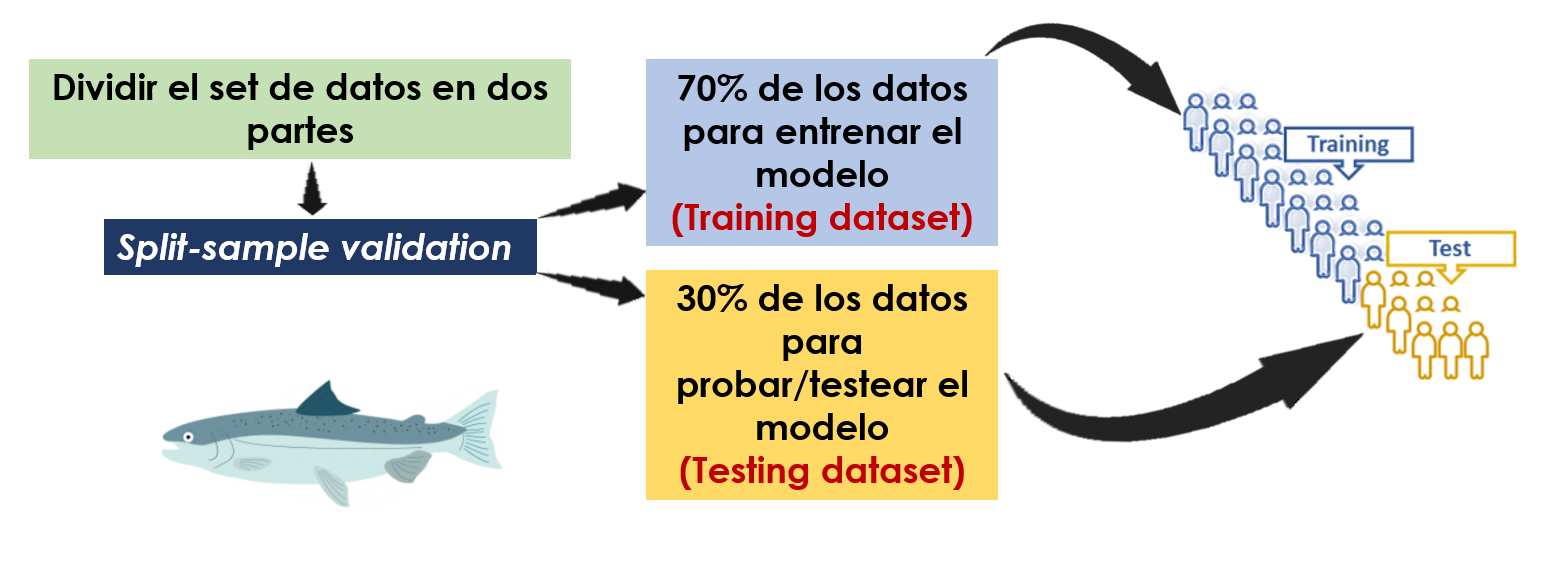 Dividir el set de datos en dos
partes
Split-sample validation
70% de los datos
para entrenar el
modelo
(Training dataset)
30% de los datos
para
probar/testear el
modelo
(Testing dataset)
Training
Test